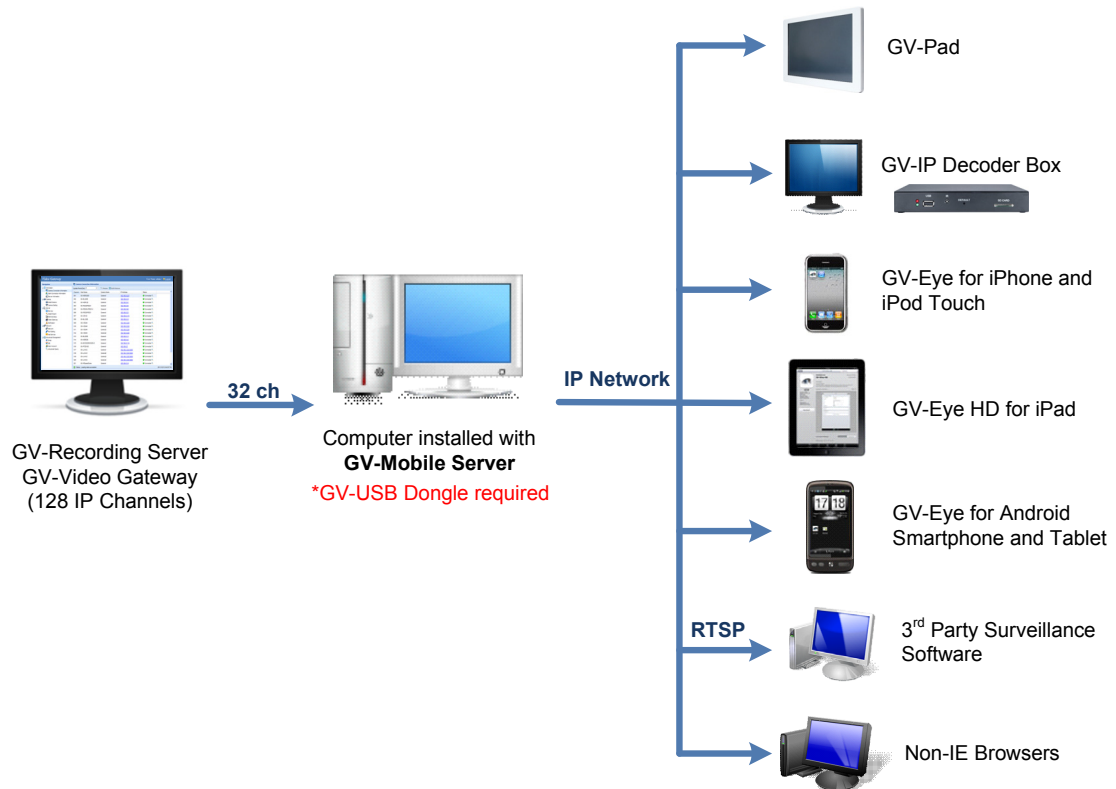 GV-Pad
GV-IP Decoder Box
GV-Eye for iPhone and
iPod Touch
IP Network
32 ch
GV-Recording Server
GV-Video Gateway
(128 IP Channels)
Computer installed with
GV-Mobile Server
*GV-USB Dongle required
GV-Eye HD for iPad
17 18
GV-Eye for Android
Smartphone and Tablet
RTSP
3rd Party Surveillance
Software
Non-IE Browsers